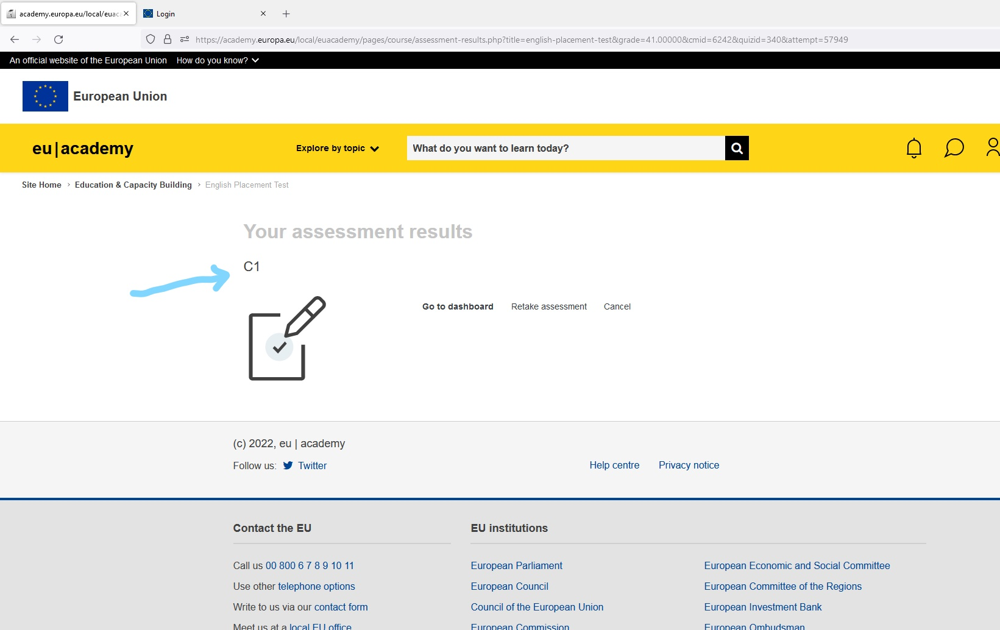 academy.europa.eu/local/euaca
Login
https://academy.europa.eu/local/euacademy/pages/course/assessment-results.php?title=english-placement-test&grade=41.00000&cmid=6242&quizid=340&attempt=57949
An official website of the European Union How do you know?
European Union
eu|academy
Explore by topic
What do you want to learn today?
Site Home › Education & Capacity Building › English Placement Test
Your assessment results
C1
Go to dashboard Retake assessment Cancel
(c) 2022, eu | academy
Follow us: Twitter
Help centre Privacy notice
Contact the EU
Call us 00 800 6 7 8 9 10 11
Use other telephone options
Write to us via our contact form
Meet us at a local EU office
EU institutions
European Parliament
European Council
Council of the European Union
European Commission
European Economic and Social Committee
European Committee of the Regions
European Investment Bank
European Ombudsman